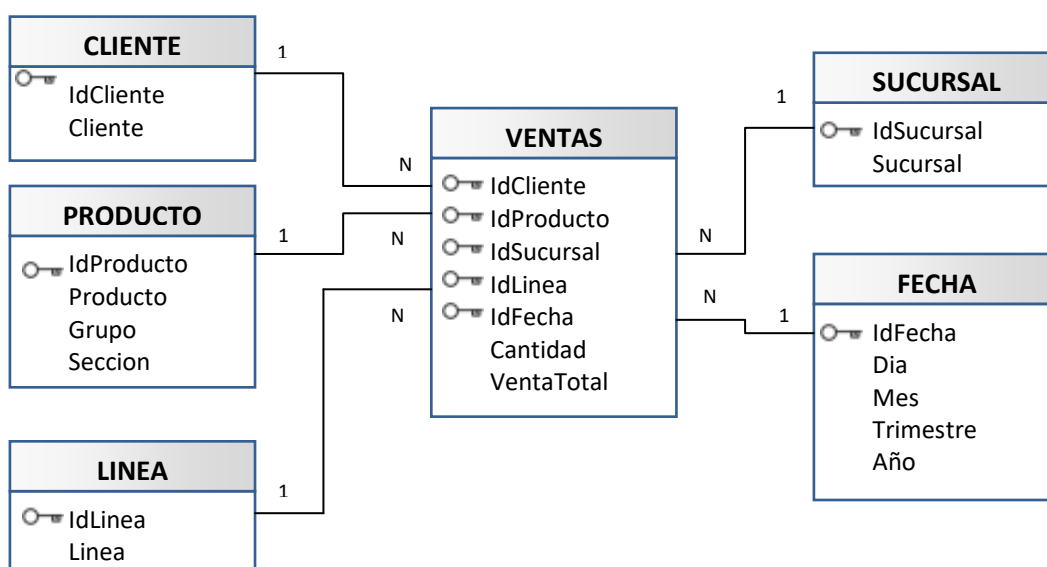 CLIENTE
IdCliente
Cliente
1
N
PRODUCTO
IdProducto
Producto
Grupo
Seccion
1
N
LINEA
IdLinea
Linea
1
N
VENTAS
IdCliente
IdProducto
IdSucursal
IdLinea
IdFecha
Cantidad
VentaTotal
SUCURSAL
IdSucursal
Sucursal
1
N
FECHA
IdFecha
Dia
Mes
Trimestre
Año
1
N